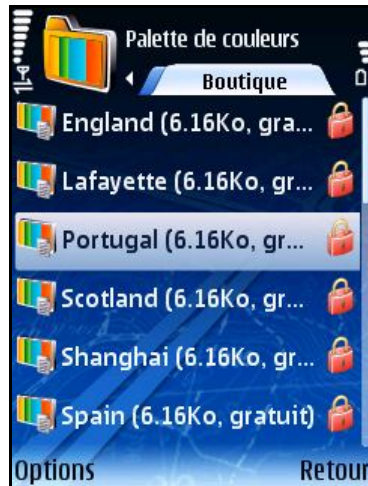 Palette de couleurs
Boutique
England (6.16Ko, gra...
Lafayette (6.16Ko, gr...
Portugal (6.16Ko, gr...
Scotland (6.16Ko, gr...
Shanghai (6.16Ko, gr...
Spain (6.16Ko, gratuit)
Options Retour